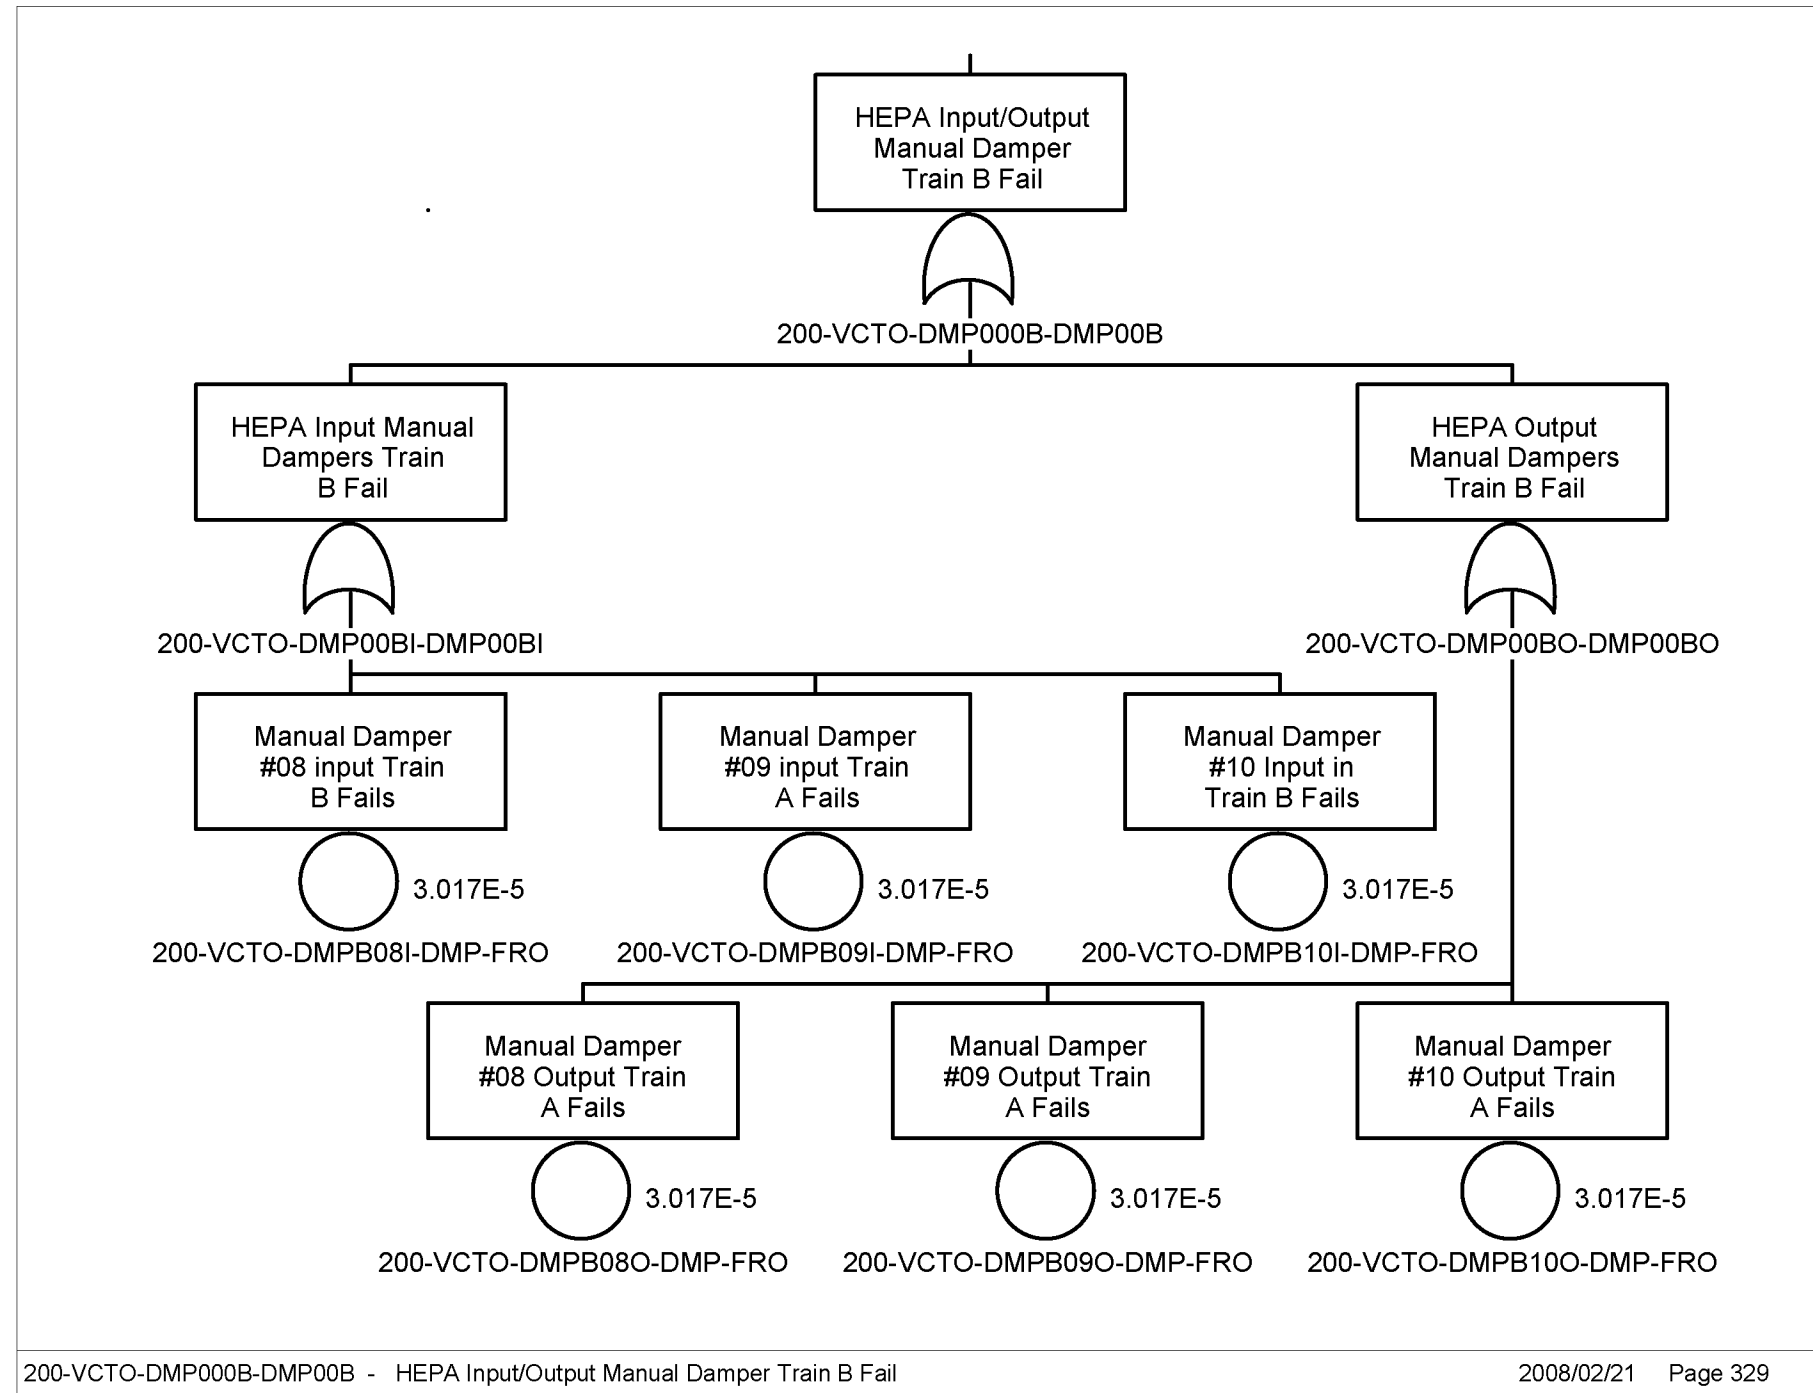 HEPA Input/Output
Manual Damper
Train B Fail
200-VCTO-DMP000B-DMP00B
HEPA Input Manual
Dampers Train
B Fail
200-VCTO-DMP00BI-DMP00BI
HEPA Output
Manual Dampers
Train B Fail
200-VCTO-DMP00BO-DMP00BO
Manual Damper
#08 input Train
B Fails
3.017E-5
200-VCTO-DMPB08I-DMP-FRO
Manual Damper
#09 input Train
A Fails
3.017E-5
200-VCTO-DMPB09I-DMP-FRO
Manual Damper
#10 Input in
Train B Fails
3.017E-5
200-VCTO-DMPB10I-DMP-FRO
Manual Damper
#08 Output Train
A Fails
3.017E-5
200-VCTO-DMPB08O-DMP-FRO
Manual Damper
#09 Output Train
A Fails
3.017E-5
200-VCTO-DMPB09O-DMP-FRO
Manual Damper
#10 Output Train
A Fails
3.017E-5
200-VCTO-DMPB10O-DMP-FRO
200-VCTO-DMP000B-DMP00B - HEPA Input/Output Manual Damper Train B Fail
2008/02/21 Page 329